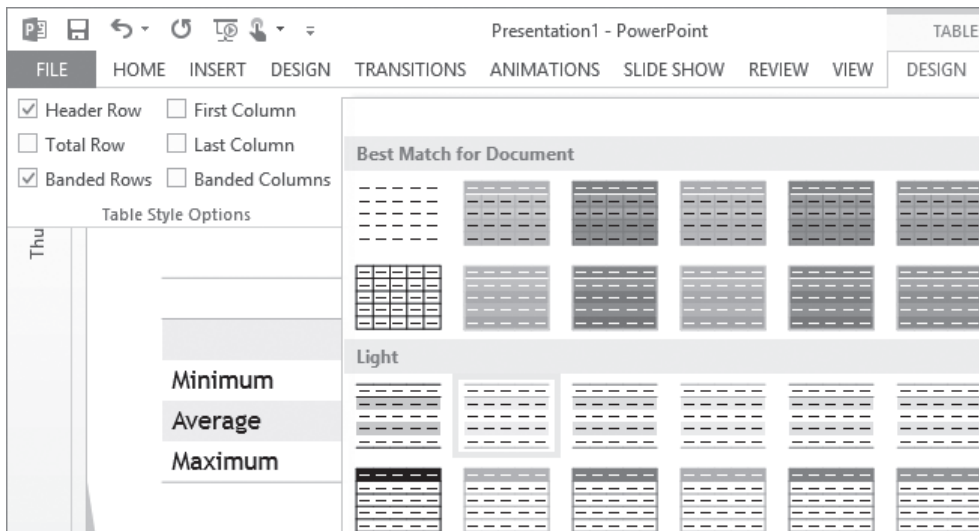 Presentation1 - PowerPoint
TABLE
FILE HOME INSERT DESIGN TRANSITIONS ANIMATIONS SLIDE SHOW REVIEW VIEW DESIGN
Header Row First Column
Total Row Last Column
Banded Rows Banded Columns
Table Style Options
Best Match for Document
Thu
Light
Minimum
Average
Maximum